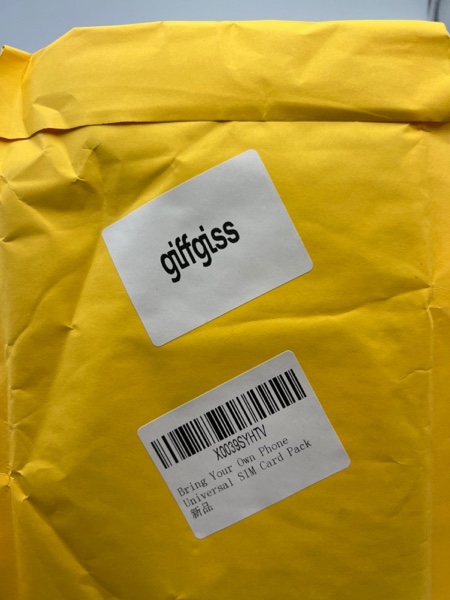 giffgiss
X0039SYHTV
Bring Your Own Phone
Universal SIM Card Pack
新品